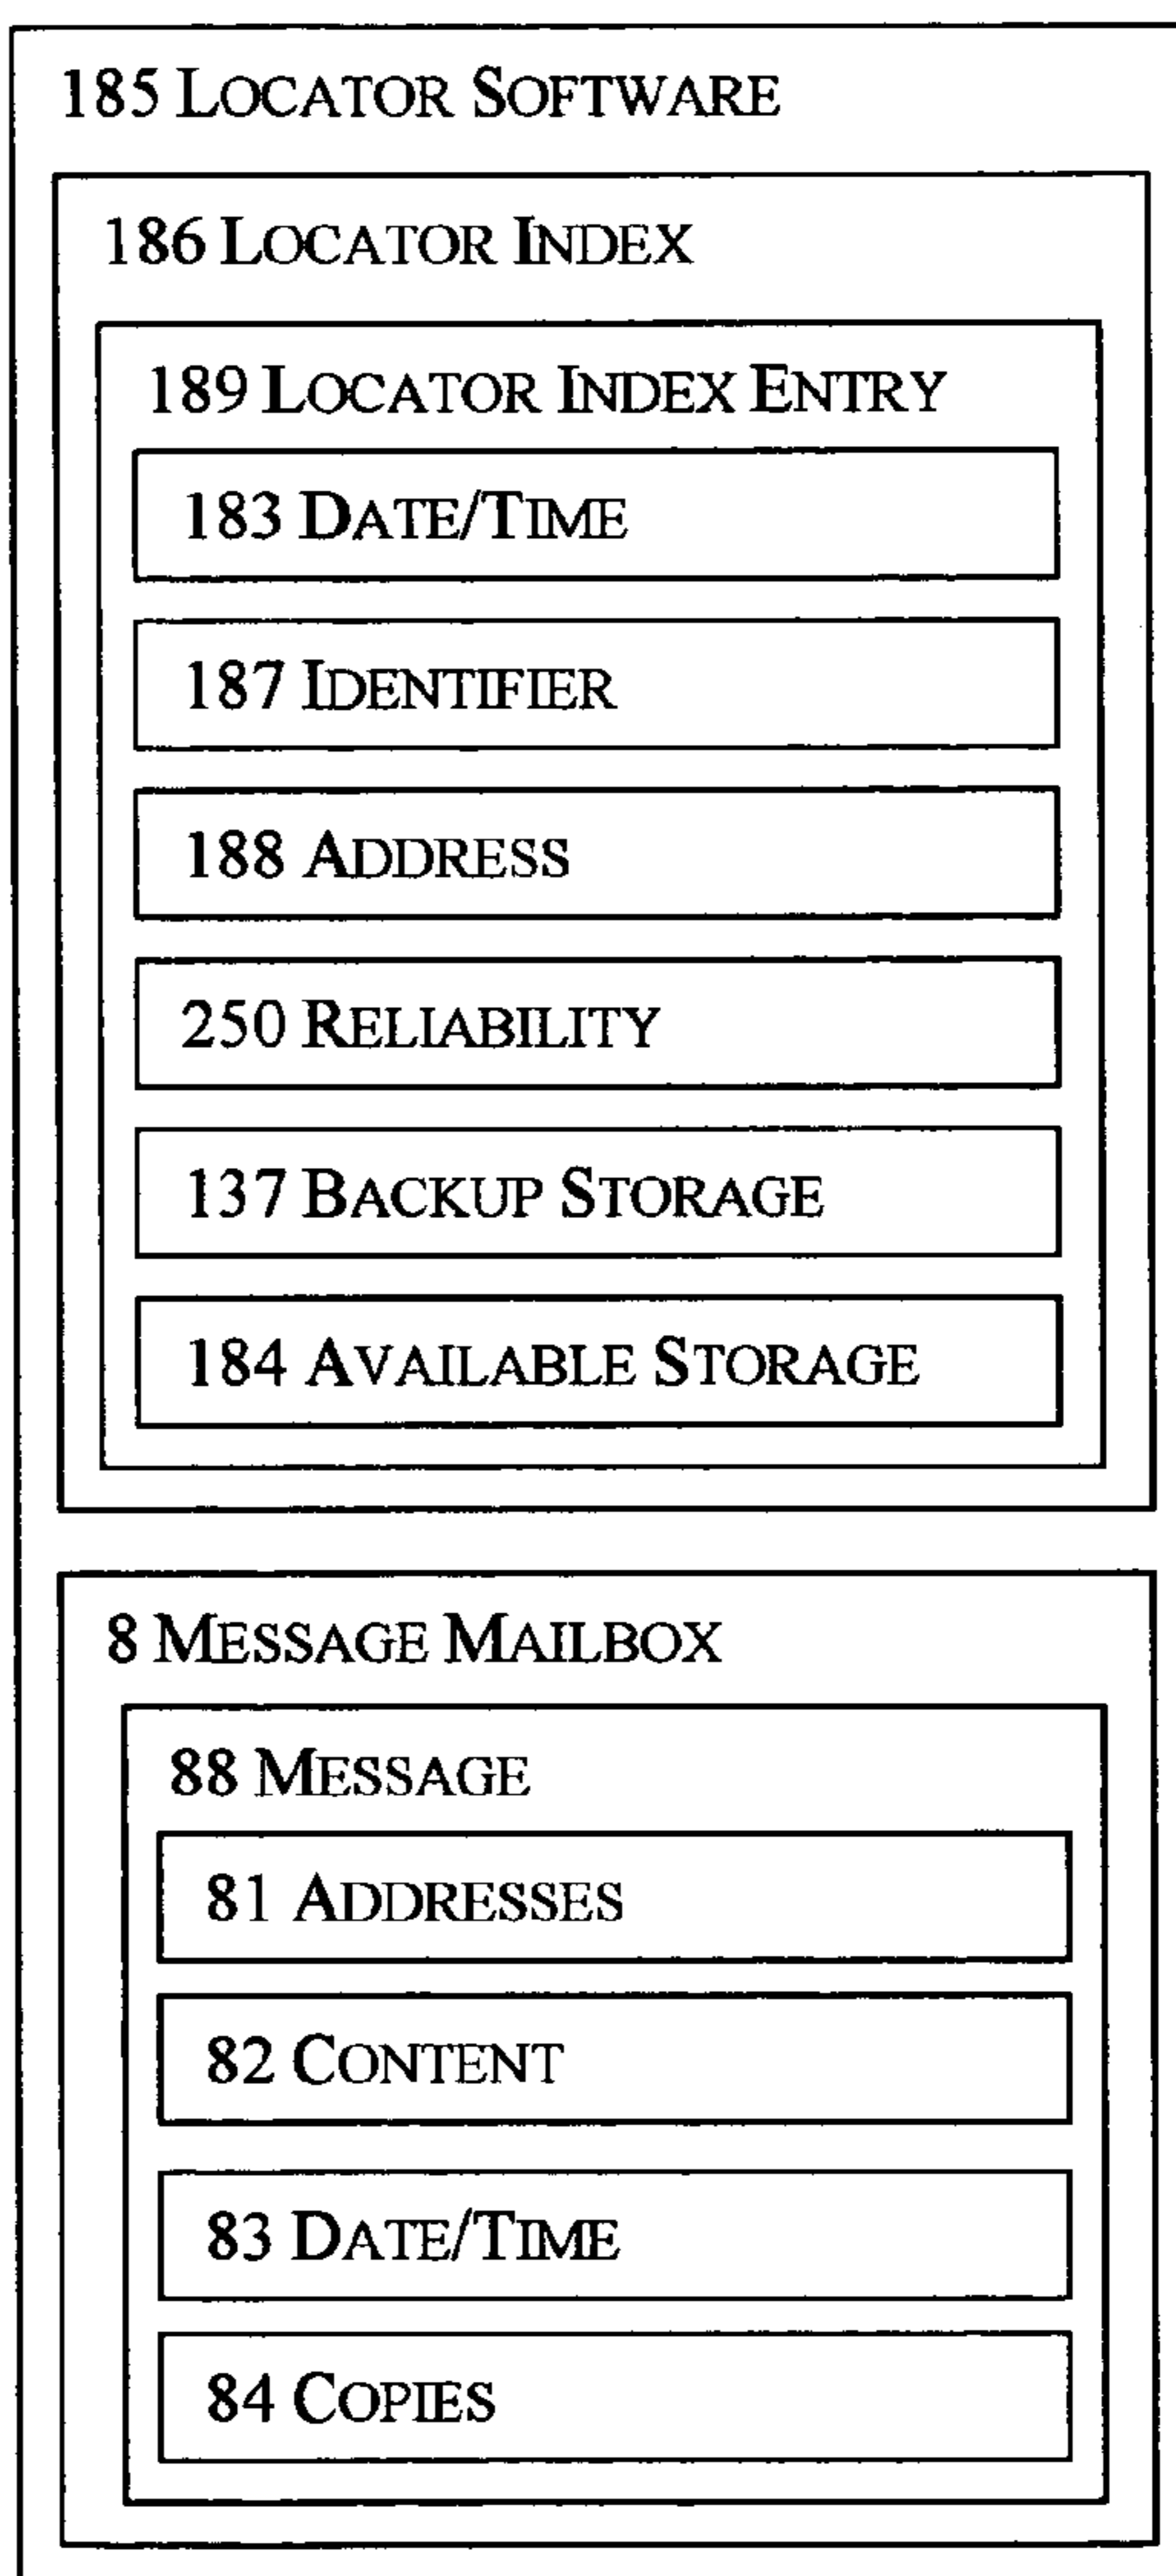 185 LOCATOR SOFTWARE
186 LOCATOR INDEX
189 LOCATOR INDEX ENTRY
183 DATE/TIME
187 IDENTIFIER
188 ADDRESS
250 RELIABILITY
137 BACKUP STORAGE
184 AVAILABLE STORAGE
8 MESSAGE MAILBOX
88 MESSAGE
81 ADDRESSES
82 CONTENT
83 DATE/TIME
84 COPIES